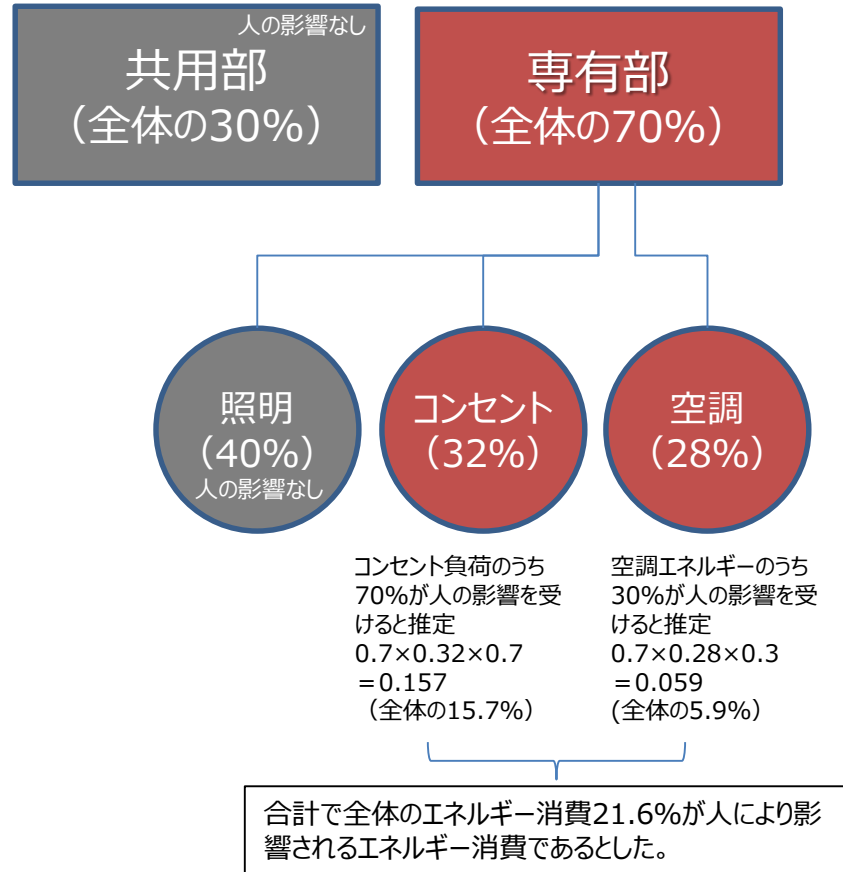 人の影響なし
共用部
（全体の30%）
専有部
（全体の70%）
照明
（40%）
人の影響なし
コンセント
（32%）
空調
（28%）
コンセント負荷のうち
70%が人の影響を受
けると推定
0.7×0.32×0.7
＝0.157
（全体の15.7%）
空調エネルギーのうち
30%が人の影響を受
けると推定
0.7×0.28×0.3
＝0.059
(全体の5.9%）
合計で全体のエネルギー消費21.6%が人により影
響されるエネルギー消費であるとした。